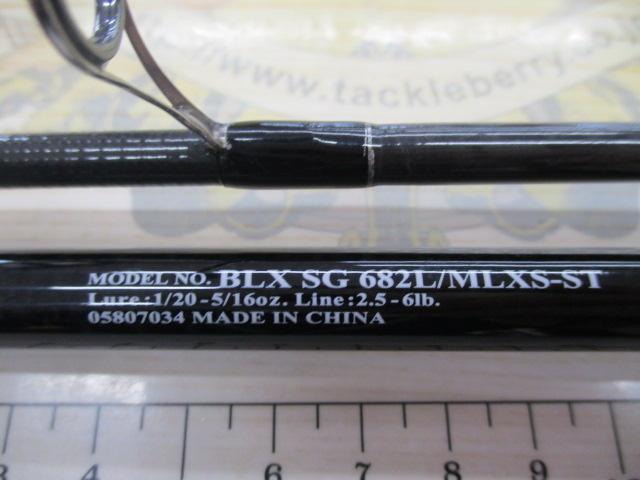 www.tackleberry.co.j
MODEL NO. BLX SG 682L/MLXS-ST
Lure:1/20-5/16oz. Line:2.5-6lb.
05807034 MADE IN CHINA
3 4 6 7 8 9